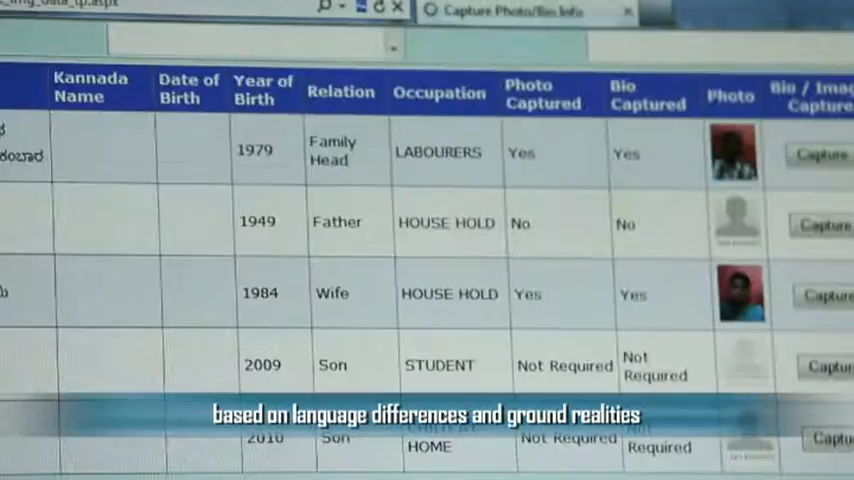 Capture Photo/Bio Info
Kannada Name
Date of Birth
Year of Birth
Relation
Occupation
Photo Captured
Bio Captured
Photo
1979 Family Head LABOURERS Yes Yes Capture
1949 Father HOUSE HOLD No No Capture
1984 Wife HOUSE HOLD Yes Yes Capture
2009 Son STUDENT Not Required Not Required
based on language differences and ground realities
2010 Son HOME Not Required Required